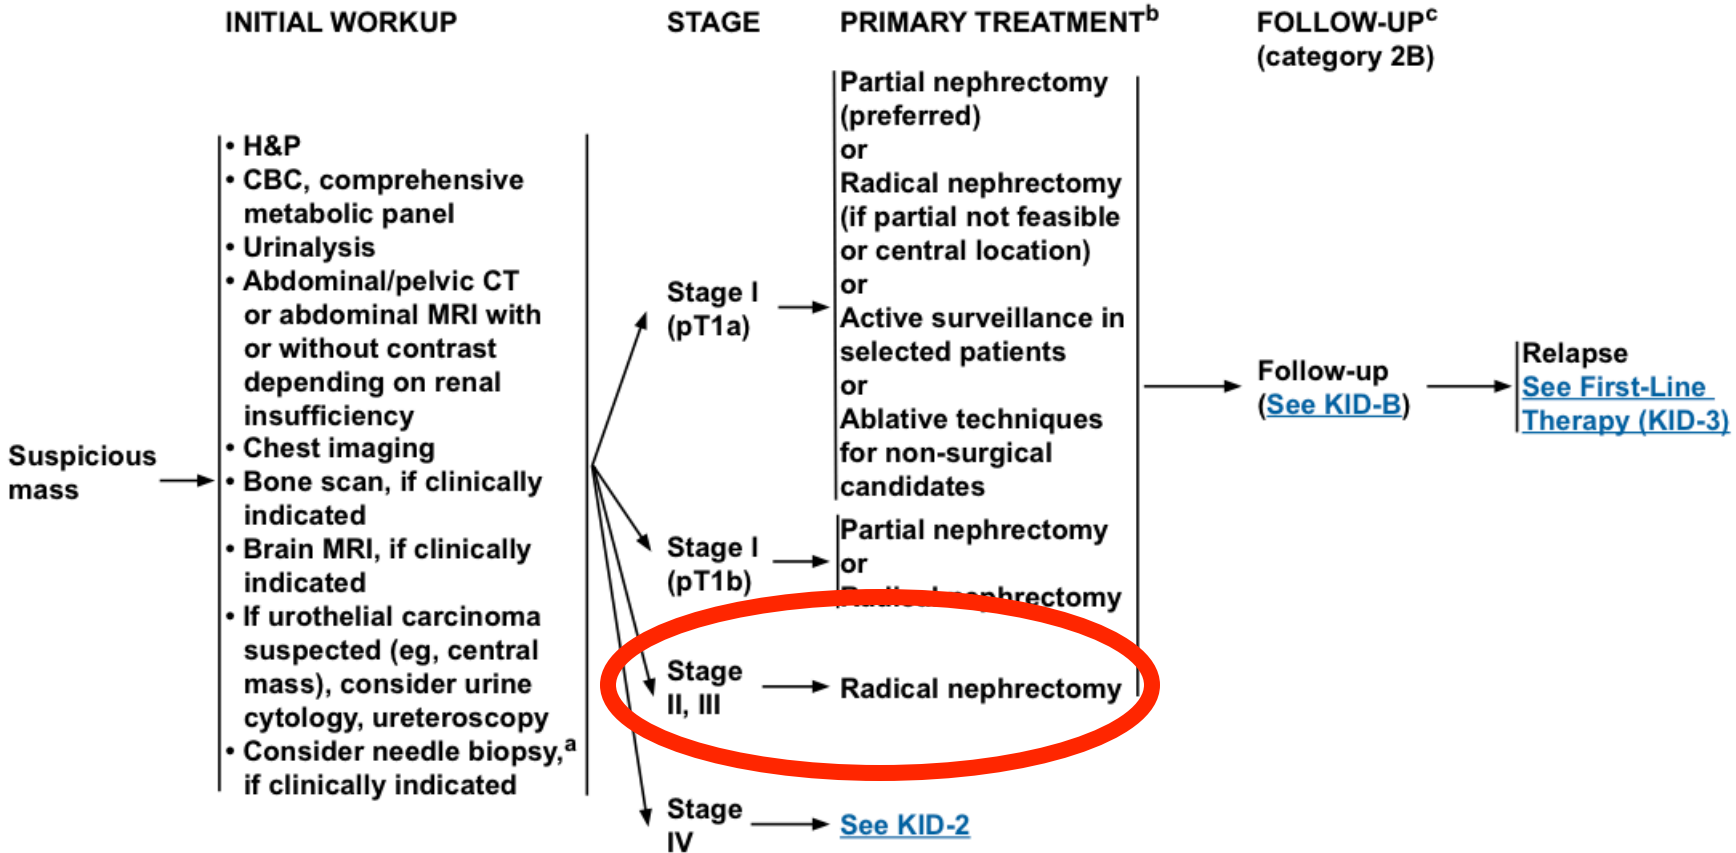 INITIAL WORKUP
STAGE
PRIMARY TREATMENTb
FOLLOW-UPc
(category 2B)
Suspicious
mass
• H&P
• CBC, comprehensive
metabolic panel
• Urinalysis
• Abdominal/pelvic CT
or abdominal MRI with
or without contrast
depending on renal
insufficiency
• Chest imaging
• Bone scan, if clinically
indicated
• Brain MRI, if clinically
indicated
• If urothelial carcinoma
suspected (eg, central
mass), consider urine
cytology, ureteroscopy
• Consider needle biopsy,a
if clinically indicated
Stage I
(pT1a)
Partial nephrectomy
(preferred)
or
Radical nephrectomy
(if partial not feasible
or central location)
or
Active surveillance in
selected patients
or
Ablative techniques
for non-surgical
candidates
Stage I
(pT1b)
Partial nephrectomy
or
Radical nephrectomy
Stage
II, III
Radical nephrectomy
Stage
IV
See KID-2
Follow-up
(See KID-B)
Relapse
See First-Line
Therapy (KID-3)